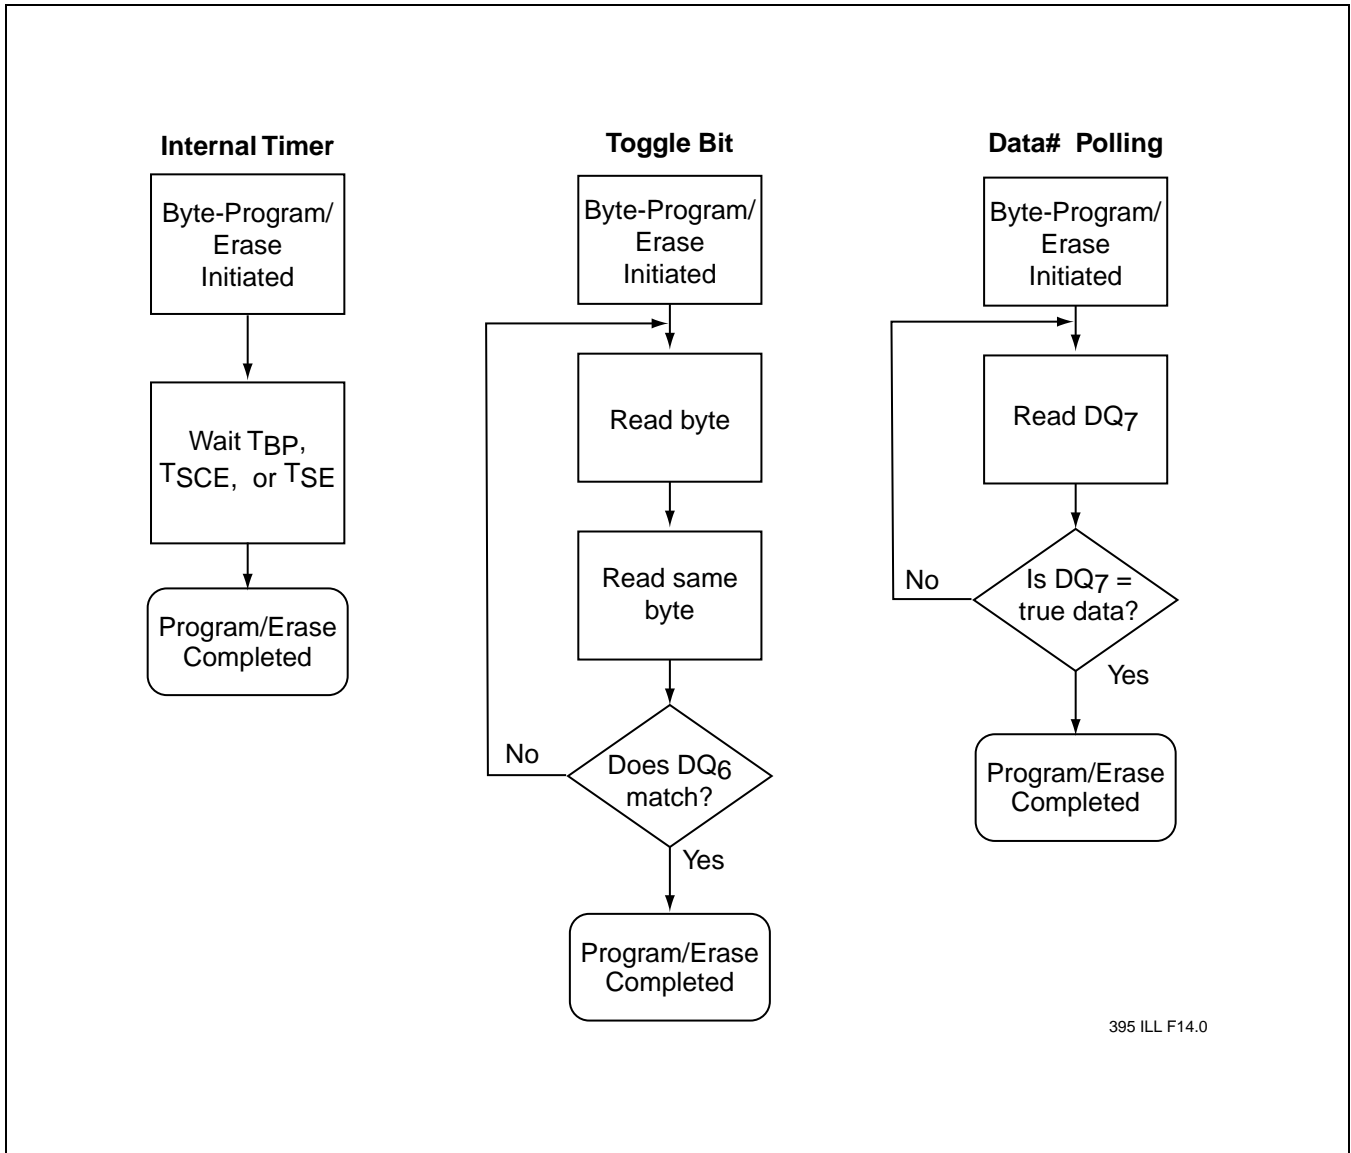 Internal Timer
Byte-Program/
Erase
Initiated
Wait TBP,
TSCE, or TSE
Program/Erase
Completed
Toggle Bit
Byte-Program/
Erase
Initiated
Read byte
Read same
byte
No
Does DQ6
match?
Yes
Program/Erase
Completed
Data# Polling
Byte-Program/
Erase
Initiated
Read DQ7
No
Is DQ7 =
true data?
Yes
Program/Erase
Completed
395 ILL F14.0